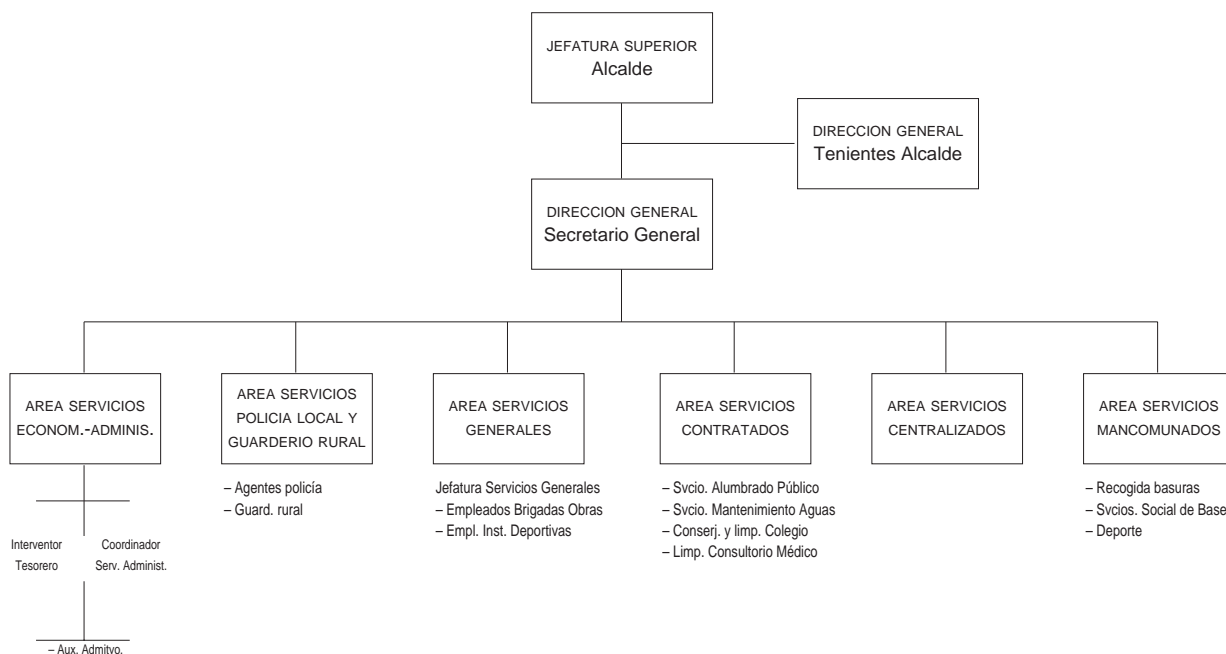 JEFATURA SUPERIOR
Alcalde
DIRECCION GENERAL
Tenientes Alcalde
DIRECCION GENERAL
Secretario General
AREA SERVICIOS
ECONOM.-ADMINIS.
AREA SERVICIOS
POLICIA LOCAL Y
GUARDERIO RURAL
AREA SERVICIOS
GENERALES
AREA SERVICIOS
CONTRATADOS
AREA SERVICIOS
CENTRALIZADOS
AREA SERVICIOS
MANCOMUNADOS
Interventor
Tesorero
Coordinador
Serv. Administ.
– Aux. Admitvo.
– Agentes policía
– Guard. rural
Jefatura Servicios Generales
– Empleados Brigadas Obras
– Empl. Inst. Deportivas
– Svcio. Alumbrado Público
– Svcio. Mantenimiento Aguas
– Conserj. y limp. Colegio
– Limp. Consultorio Médico
– Recogida basuras
– Svcios. Social de Base
– Deporte